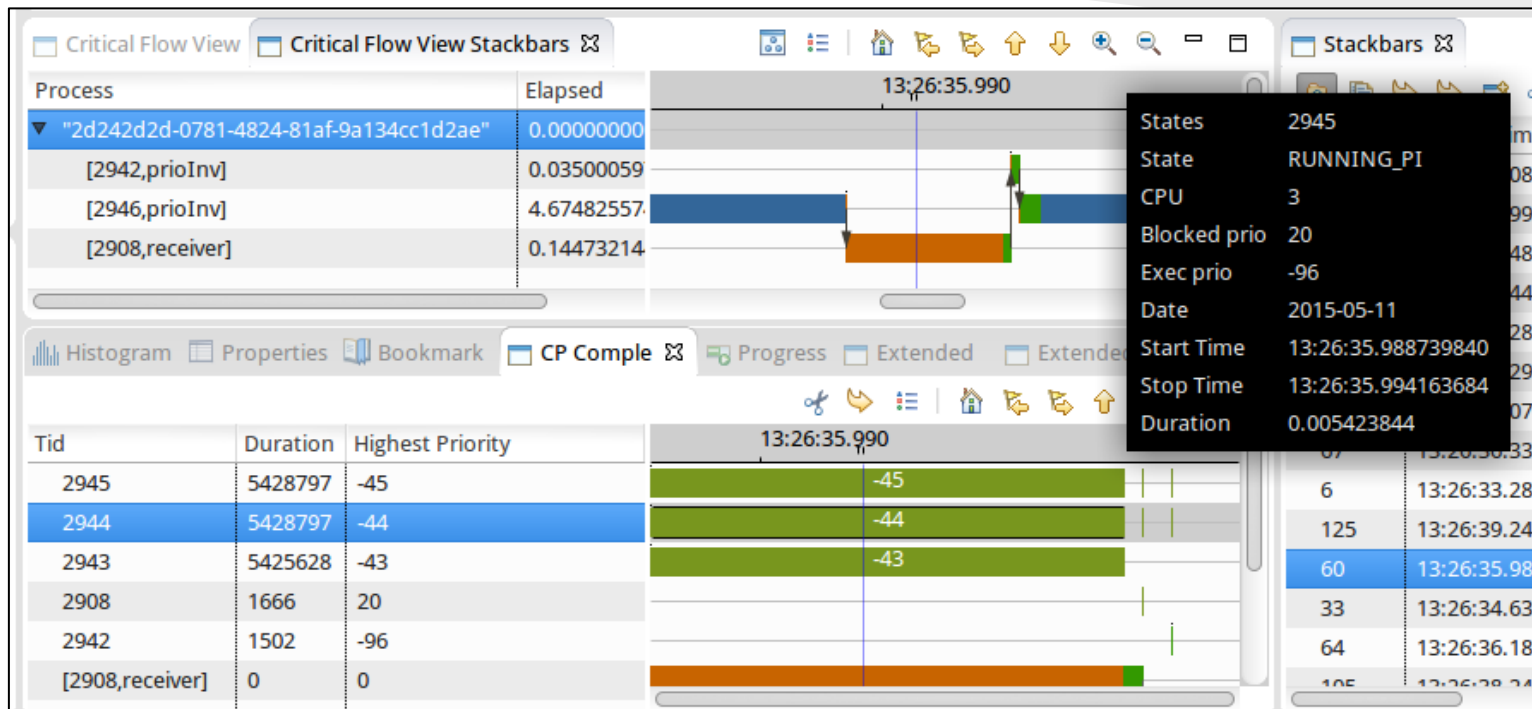 Critical Flow View Critical Flow View Stackbars
Process Elapsed 13:26:35.990
"2d242d2d-0781-4824-81af-9a134cc1d2ae" 0.00000000
[2942,prioInv] 0.03500059
[2946,prioInv] 4.67482557
[2908,receiver] 0.14473214
Stackbars
States 2945
State RUNNING_PI
CPU 3
Blocked prio 20
Exec prio -96
Date 2015-05-11
Start Time 13:26:35.988739840
Stop Time 13:26:35.994163684
Duration 0.005423844
Histogram Properties Bookmark CP Comple Progress Extended Extended
Tid Duration Highest Priority 13:26:35.990
2945 5428797 -45 -45
2944 5428797 -44 -44
2943 5425628 -43 -43
2908 1666 20
2942 1502 -96
[2908,receiver] 0 0
6 13:26:33.28
125 13:26:39.24
60 13:26:35.98
33 13:26:34.63
64 13:26:36.18